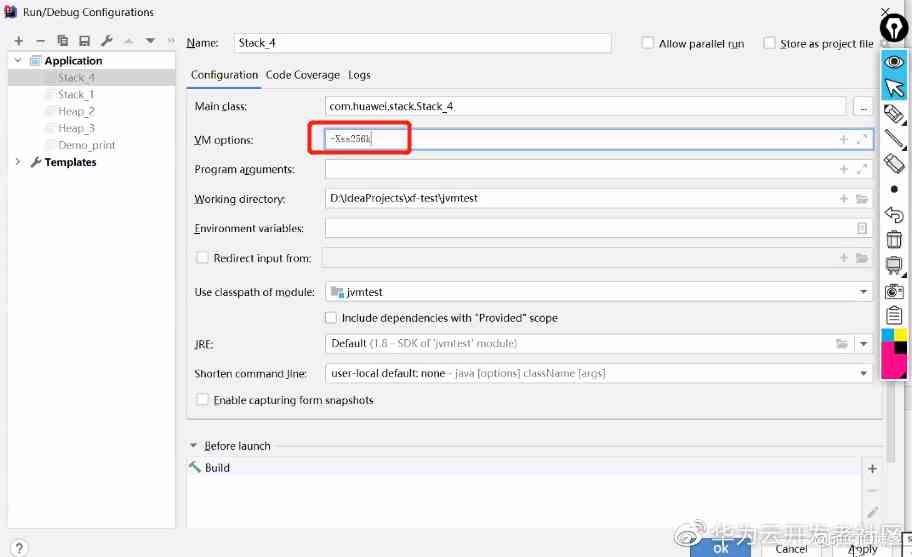 Run/Debug Configurations
Name: Stack_4
Allow parallel run
Store as project file
Application
Stack_4
Stack_1
Heap_2
Heap_3
Demo_print
Templates
Configuration Code Coverage Logs
Main class: com.huawei.stack.Stack_4
...
VM options: -Xss256k
Program arguments:
Working directory: D:\IdeaProjects\xf-test\jvmtest
Environment variables:
Redirect input from:
Use classpath of module: jvmtest
Include dependencies with "Provided" scope
JRE: Default (1.8 - SDK of 'jvmtest' module)
Shorten command line: user-local default: none - java [options] className [args]
Enable capturing form snapshots
Before launch
Build
?
OK Cancel Apply
华为云开发者社区